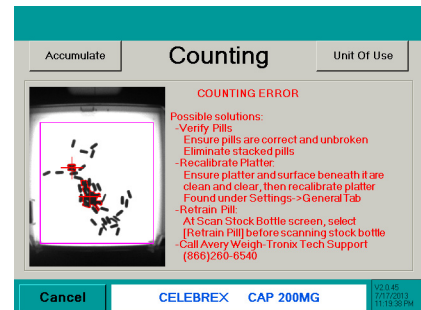 Accumulate
Counting
Unit Of Use
COUNTING ERROR
Possible solutions:
-Verify Pills
Ensure pills are correct and unbroken
Eliminate stacked pills
-Recalibrate Platter:
Ensure platter and surface beneath it are
clean and clear, then recalibrate platter
Found under Settings->General Tab
-Retrain Pill:
At Scan Stock Bottle screen, select
[Retrain Pill] before scanning stock bottle
-Call Avery Weigh-Tronix Tech Support
(866)260-6540
Cancel
CELEBREX CAP 200MG
V2.0.45
7/17/2013
11:19:38 PM